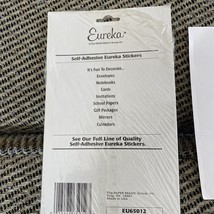 Eureka
Self-Adhesive Eureka Stickers
It's Fun To Decorate...
Envelopes
Notebooks
Cards
Invitations
School Papers
Gift Packages
Mirrors
Calendars
See Our Full Line of Quality
Self-Adhesive Eureka Stickers.
EU65012